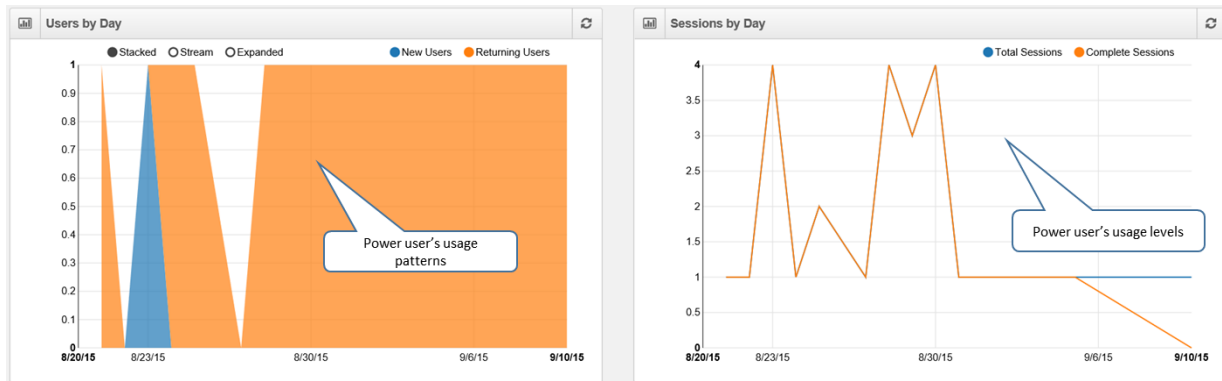 Users by Day
Stacked Stream Expanded New Users Returning Users
1
0.9
0.8
0.7
0.6
0.5
0.4
0.3
0.2
0.1
0
8/20/15 8/23/15 8/30/15 9/6/15 9/10/15
Power user's usage
patterns
Sessions by Day
Total Sessions Complete Sessions
4
3.5
3
2.5
2
1.5
1
0.5
0
8/20/15 8/23/15 8/30/15 9/6/15 9/10/15
Power user's usage levels